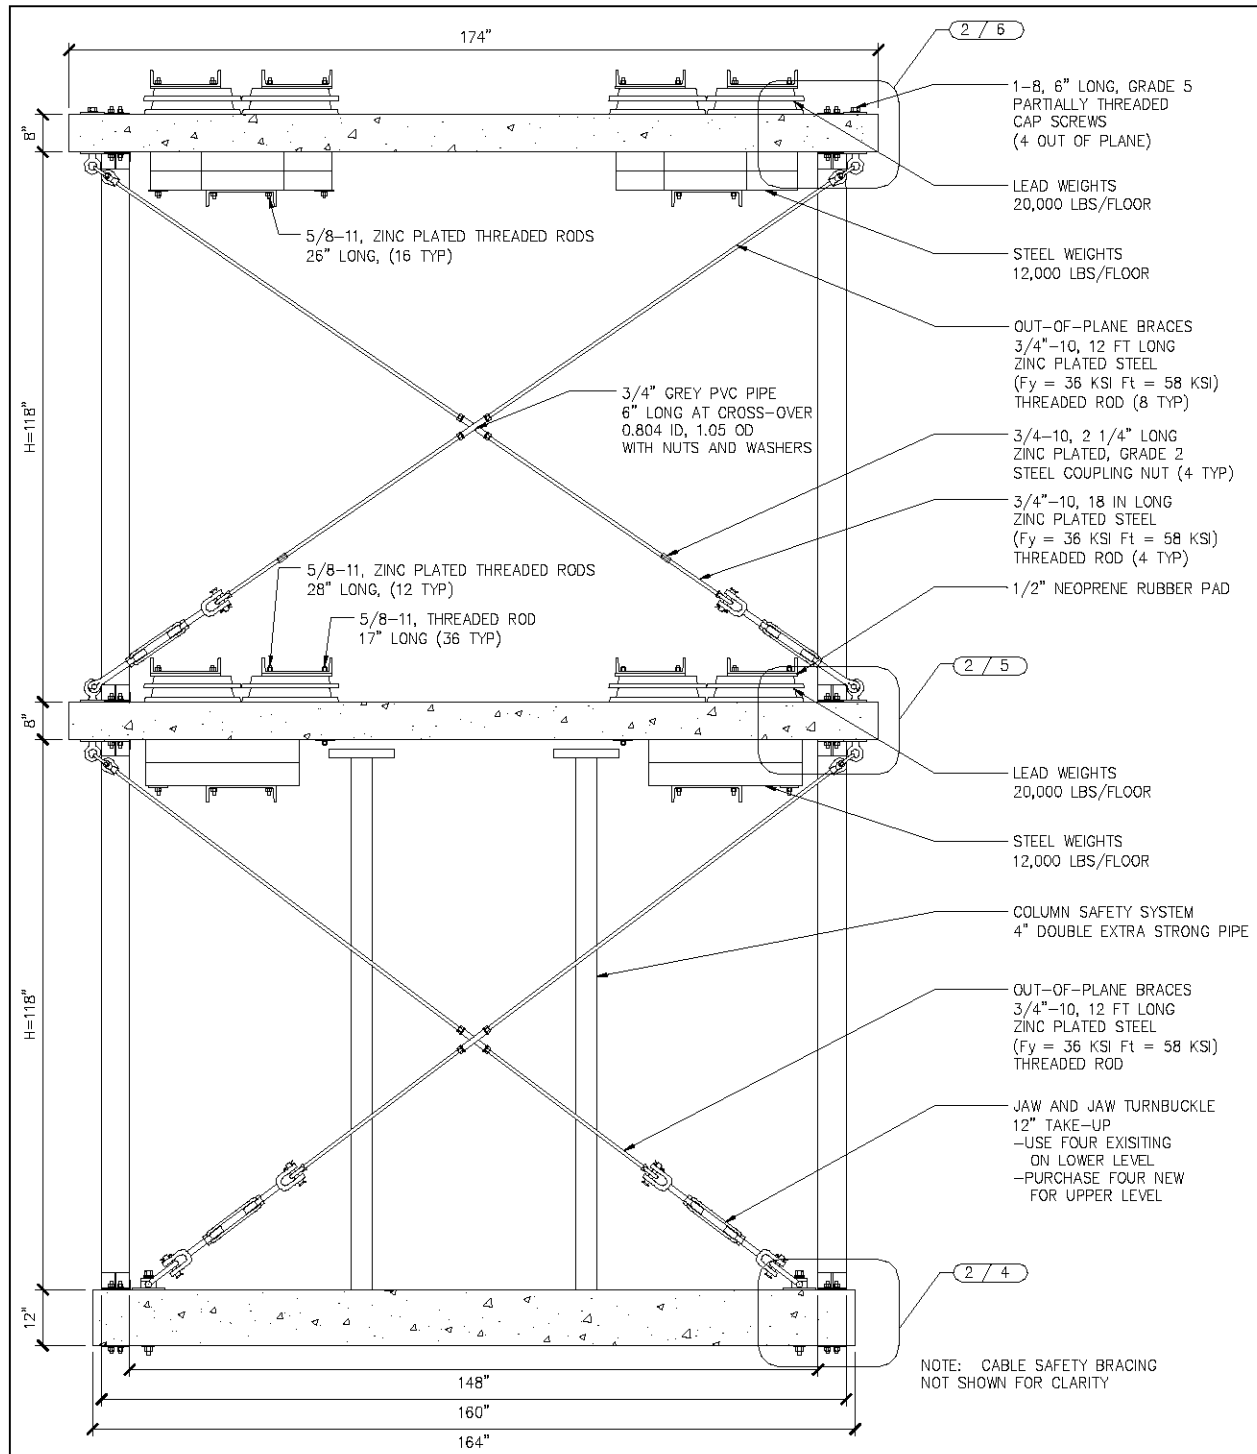 174"
2 / 6
1-8, 6" LONG, GRADE 5
PARTIALLY THREADED
CAP SCREWS
(4 OUT OF PLANE)
8"
LEAD WEIGHTS
20,000 LBS/FLOOR
5/8-11, ZINC PLATED THREADED RODS
26" LONG, (16 TYP)
STEEL WEIGHTS
12,000 LBS/FLOOR
OUT-OF-PLANE BRACES
3/4"-10, 12 FT LONG
ZINC PLATED STEEL
(Fy = 36 KSI Ft = 58 KSI)
THREADED ROD (8 TYP)
H=118"
3/4" GREY PVC PIPE
6" LONG AT CROSS-OVER
0.804 ID, 1.05 OD
WITH NUTS AND WASHERS
3/4-10, 2 1/4" LONG
ZINC PLATED, GRADE 2
STEEL COUPLING NUT (4 TYP)
3/4"-10, 18 IN LONG
ZINC PLATED STEEL
(Fy = 36 KSI Ft = 58 KSI)
THREADED ROD (4 TYP)
5/8-11, ZINC PLATED THREADED RODS
28" LONG, (12 TYP)
1/2" NEOPRENE RUBBER PAD
5/8-11, THREADED ROD
17" LONG (36 TYP)
2 / 5
8"
LEAD WEIGHTS
20,000 LBS/FLOOR
STEEL WEIGHTS
12,000 LBS/FLOOR
COLUMN SAFETY SYSTEM
4" DOUBLE EXTRA STRONG PIPE
H=118"
OUT-OF-PLANE BRACES
3/4"-10, 12 FT LONG
ZINC PLATED STEEL
(Fy = 36 KSI Ft = 58 KSI)
THREADED ROD
JAW AND JAW TURNBUCKLE
12" TAKE-UP
-USE FOUR EXISITING
ON LOWER LEVEL
-PURCHASE FOUR NEW
FOR UPPER LEVEL
2 / 4
12"
NOTE: CABLE SAFETY BRACING
NOT SHOWN FOR CLARITY
148"
160"
164"